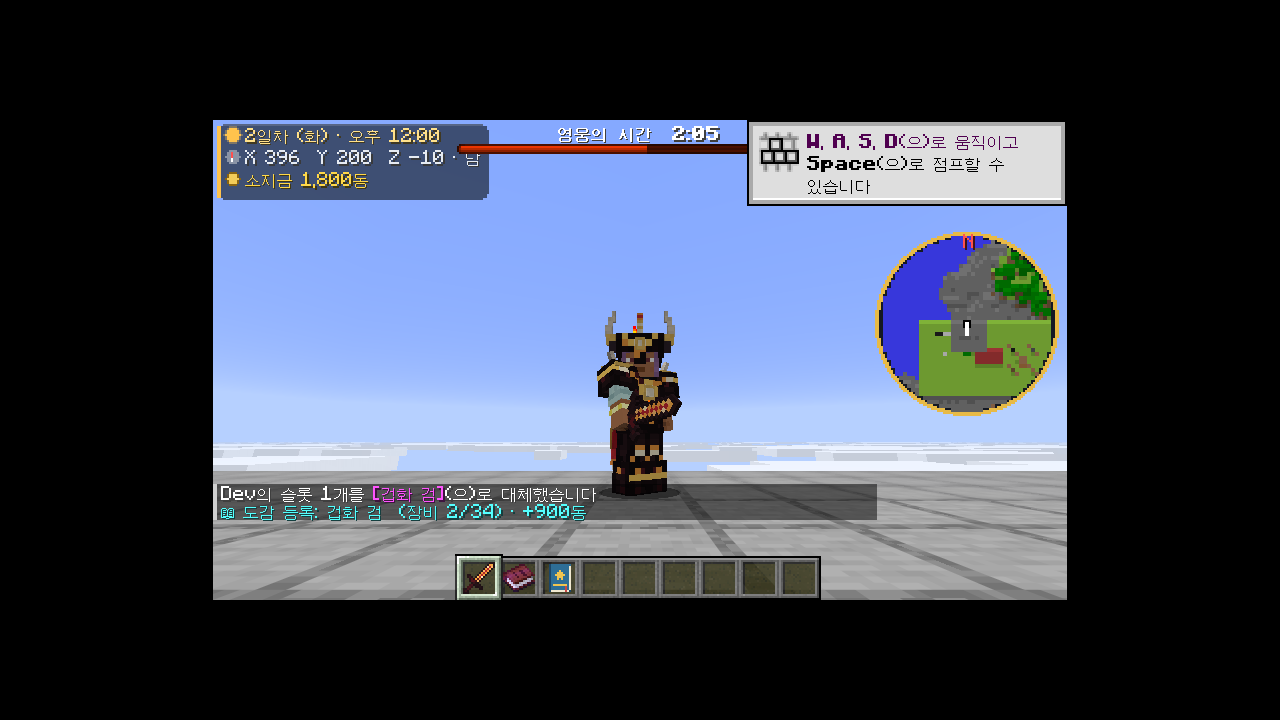 2일차 (화) · 오후 12:00
X 396 Y 200 Z -10 · 남
소지금 1,800동
영웅의 시간 2:05
W, A, S, D(으)로 움직이고
Space(으)로 점프할 수
있습니다
N
Dev의 슬롯 1개를 [겁화 검](으)로 대체했습니다
도감 등록: 겁화 검 (장비 2/34) · +900동